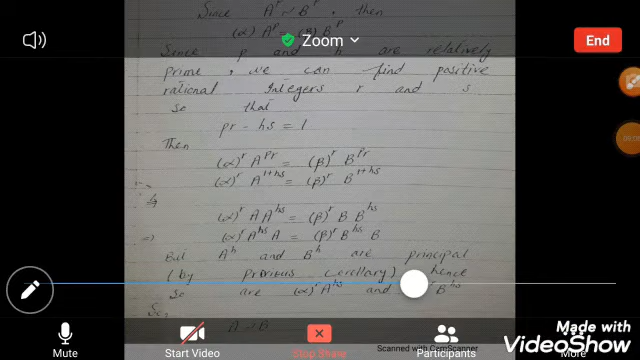 Since A^p ~ B^p, then
(α) A^p = (β) B^p
Zoom
End
Since p and h are relatively
prime, we can find positive
rational integers r and s
so that
pr - hs = 1
Then
(α)^r A^pr = (β)^r B^pr
(α)^r A^1+hs = (β)^r B^1+hs
(α)^r A A^hs = (β)^r B B^hs
=> (α)^r A^hs A = (β)^r B^hs B
But A^h and B^h are principal
(by previous corollary) hence
so are (α)^r A^hs and B^hs
So,
A ~ B
Scanned with CamScanner
Mute
Start Video
Stop Share
Participants
More
Made with
VideoShow